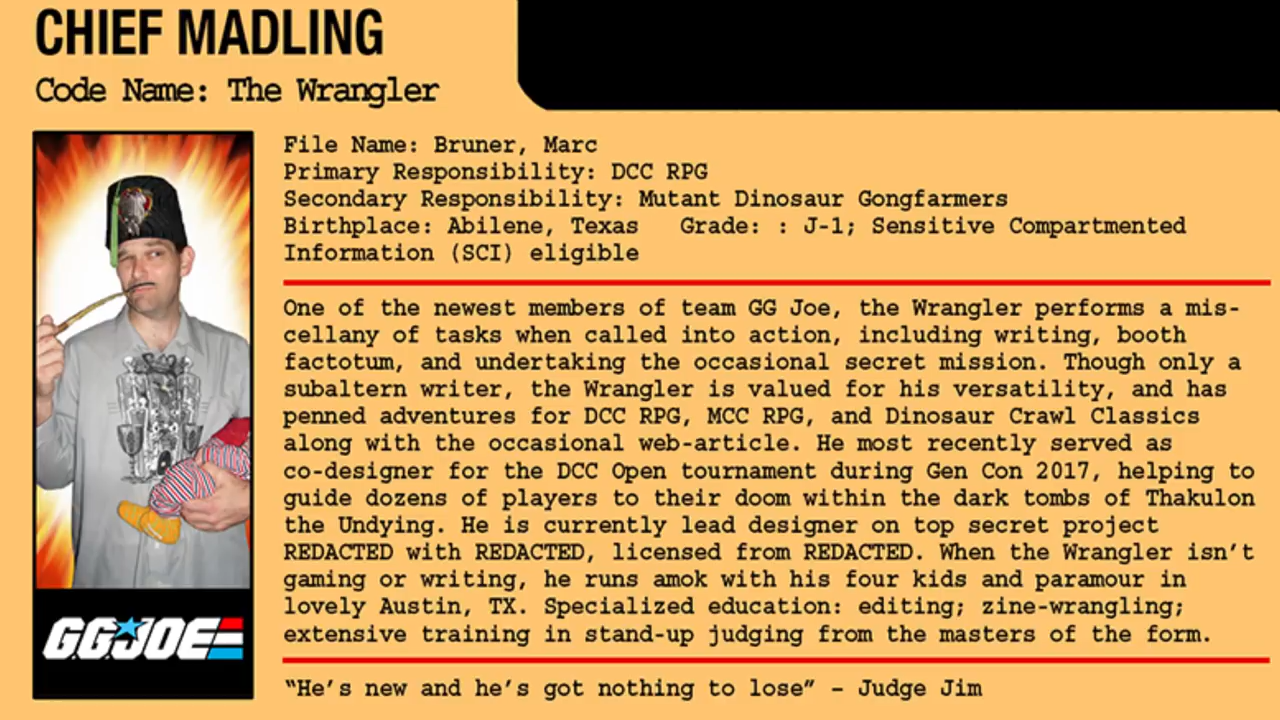 CHIEF MADLING
Code Name: The Wrangler
File Name: Bruner, Marc
Primary Responsibility: DCC RPG
Secondary Responsibility: Mutant Dinosaur Gongfarmers
Birthplace: Abilene, Texas   Grade: : J-1; Sensitive Compartmented
Information (SCI) eligible
One of the newest members of team GG Joe, the Wrangler performs a mis-
cellany of tasks when called into action, including writing, booth
factotum, and undertaking the occasional secret mission. Though only a
subaltern writer, the Wrangler is valued for his versatility, and has
penned adventures for DCC RPG, MCC RPG, and Dinosaur Crawl Classics
along with the occasional web-article. He most recently served as
co-designer for the DCC Open tournament during Gen Con 2017, helping to
guide dozens of players to their doom within the dark tombs of Thakulon
the Undying. He is currently lead designer on top secret project
REDACTED with REDACTED, licensed from REDACTED. When the Wrangler isn’t
gaming or writing, he runs amok with his four kids and paramour in
lovely Austin, TX. Specialized education: editing; zine-wrangling;
extensive training in stand-up judging from the masters of the form.
G.G.JOE
“He’s new and he’s got nothing to lose” – Judge Jim